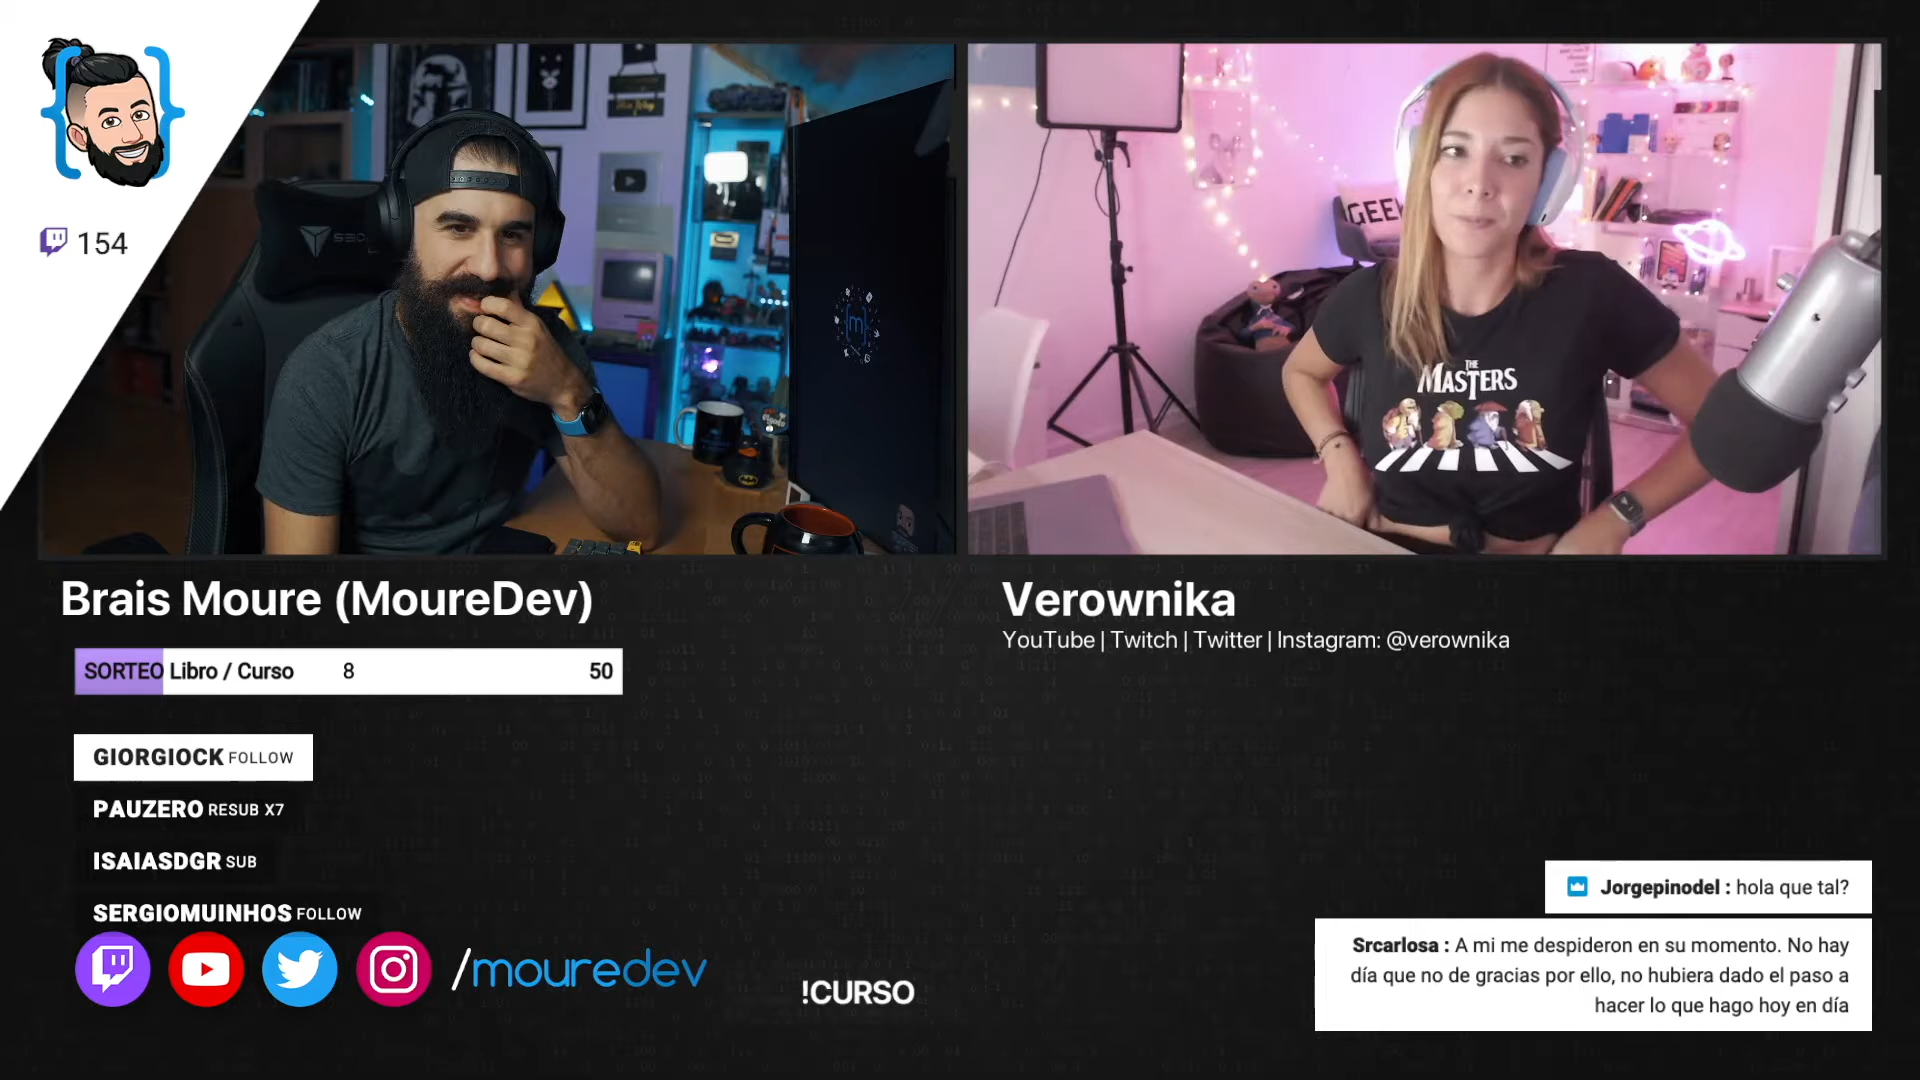 154
GEEK
THE
MASTERS
{m}
Brais Moure (MoureDev)
Verownika
YouTube | Twitch | Twitter | Instagram: @verownika
SORTEO Libro / Curso 8 50
GIORGIOCK FOLLOW
PAUZERO RESUB X7
ISAIASDGR SUB
SERGIOMUINHOS FOLLOW
/mouredev
!CURSO
Jorgepinodel : hola que tal?
Srcarlosa : A mi me despideron en su momento. No hay
día que no de gracias por ello, no hubiera dado el paso a
hacer lo que hago hoy en día